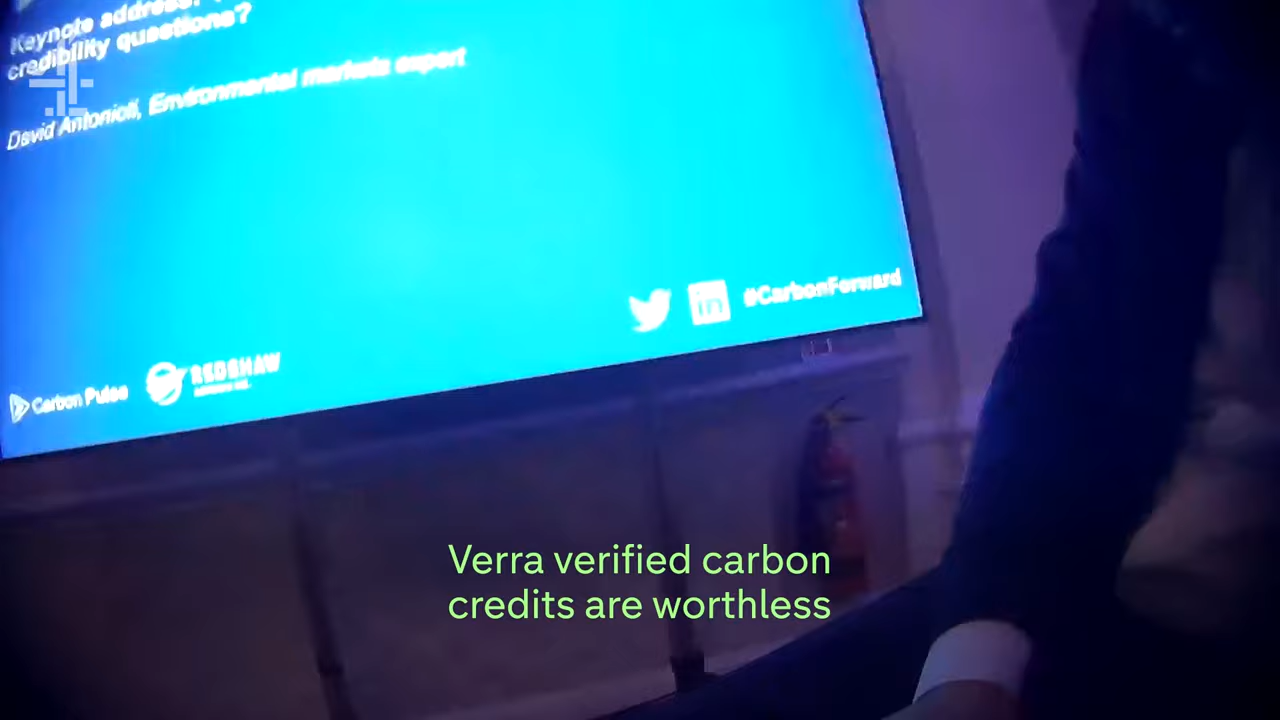 Keynote address:
credibility questions?
David Antonioli, Environmental markets expert
#CarbonForward
Carbon Pulse
REDSHAW
Verra verified carbon
credits are worthless